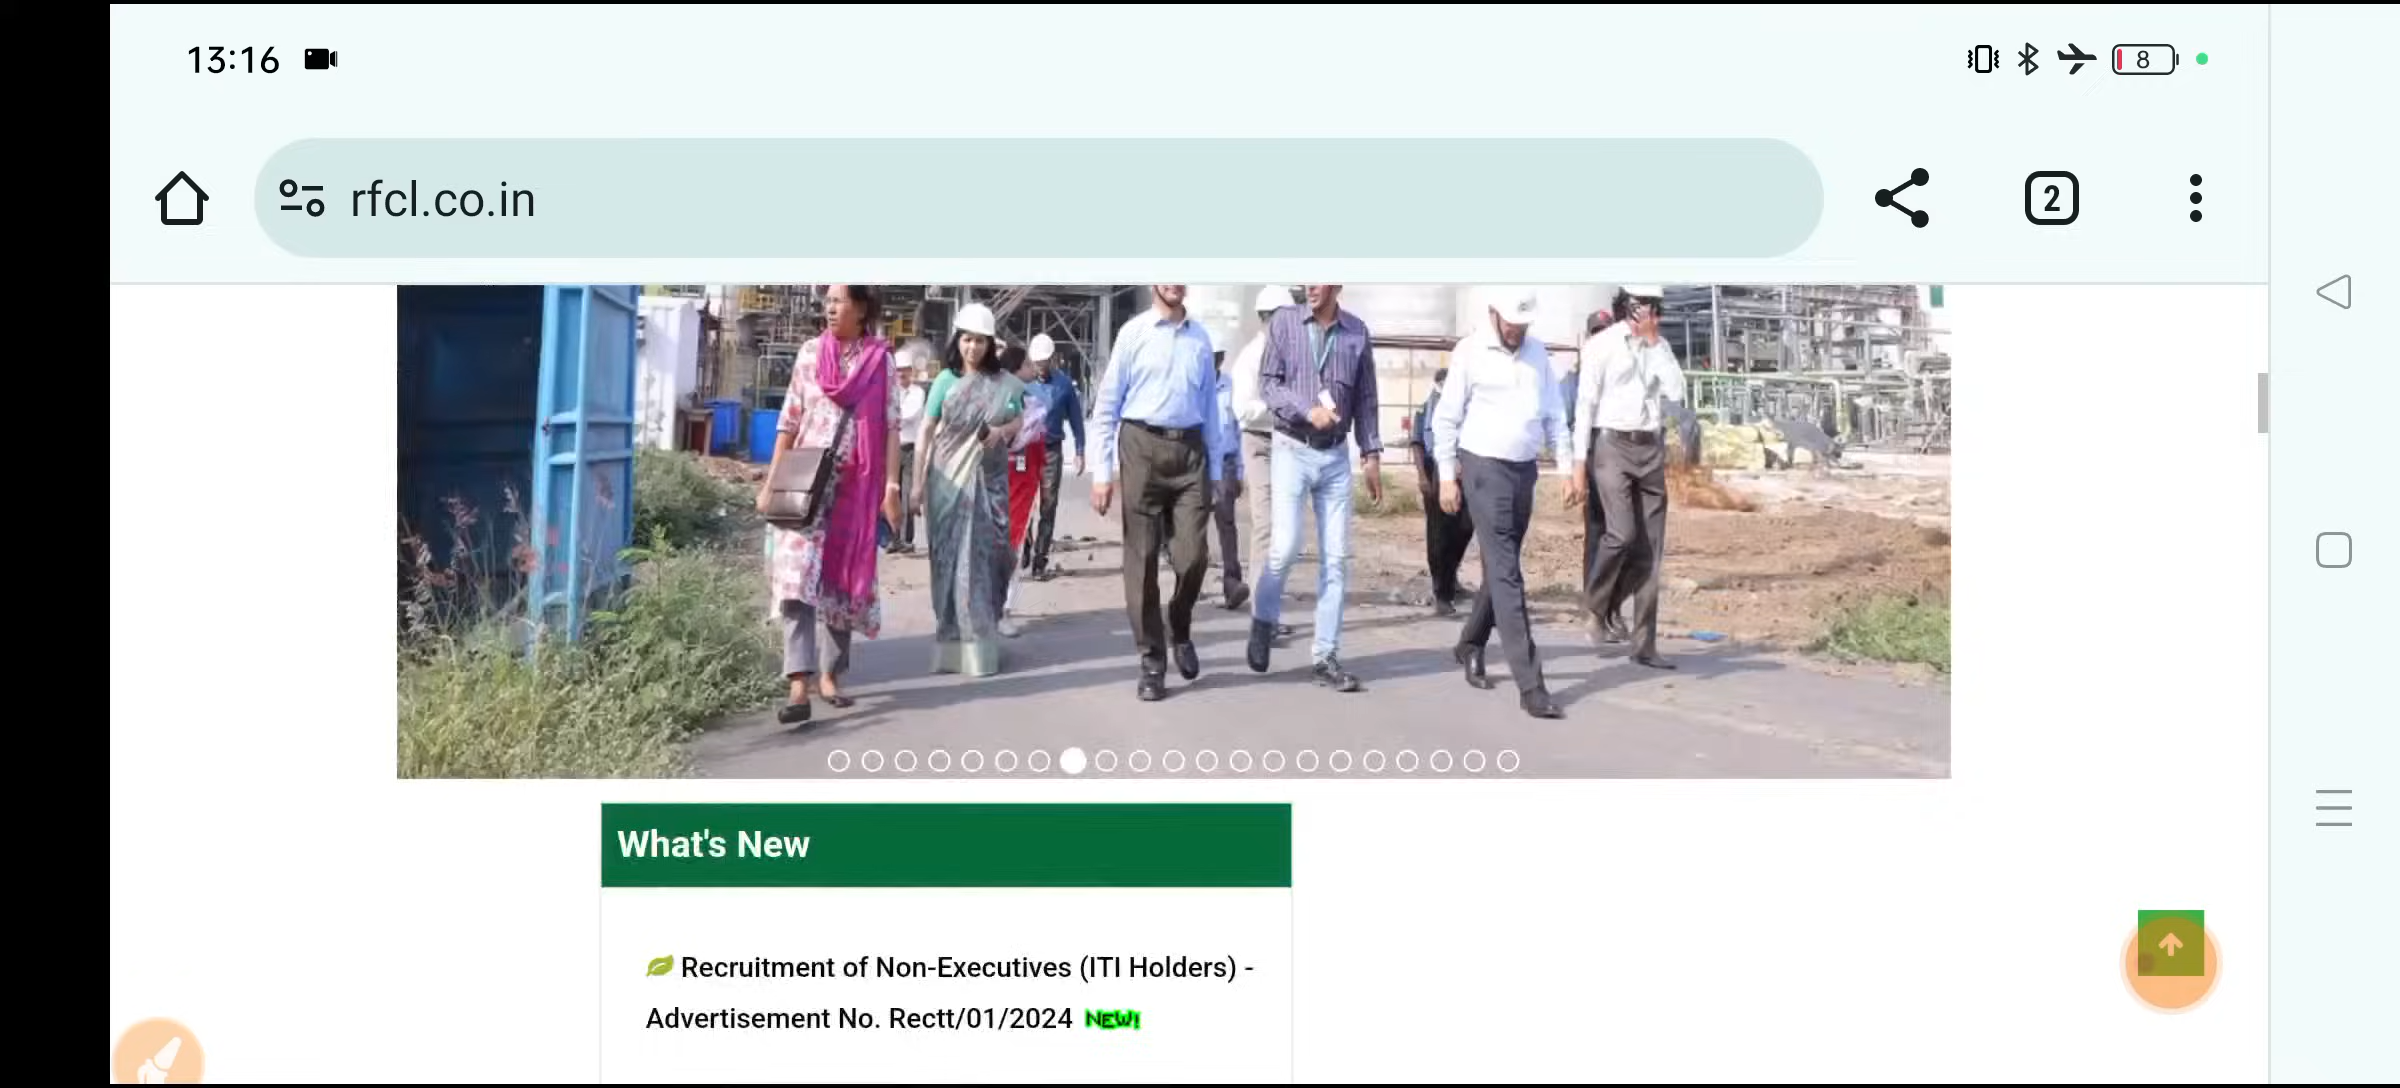 13:16
8
rfcl.co.in
2
What's New
Recruitment of Non-Executives (ITI Holders) -
Advertisement No. Rectt/01/2024 NEW!